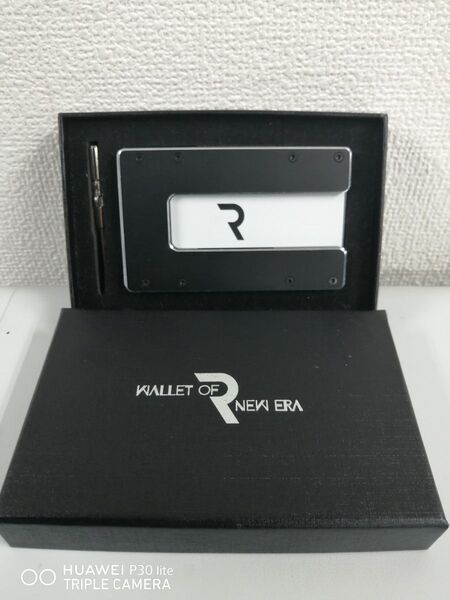 R
WALLET OF R NEW ERA
HUAWEI P30 lite
TRIPLE CAMERA